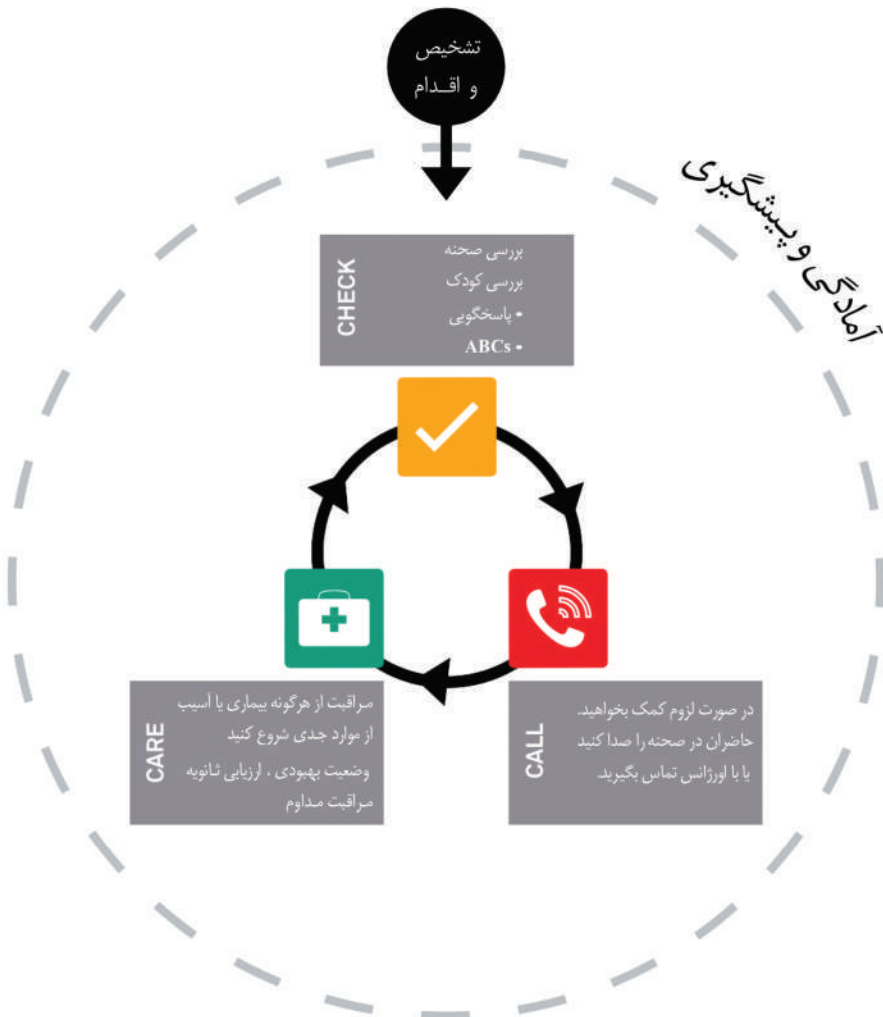 تشخیص
و اقــدام
آمادگی و پیشگیری
CHECK
بررسی صحنه
بررسی کودک
• پاسخگویی
• ABCs
CALL
در صورت لزوم کمک بخواهید.
حاضران در صحنه را صدا کنید
یا با اورژانس تماس بگیرید.
CARE
مراقبت از هرگونه بیماری یا آسیب
از موارد جدی شروع کنید
وضعیت بهبودی ، ارزیابی ثانویه
مراقبت مداوم